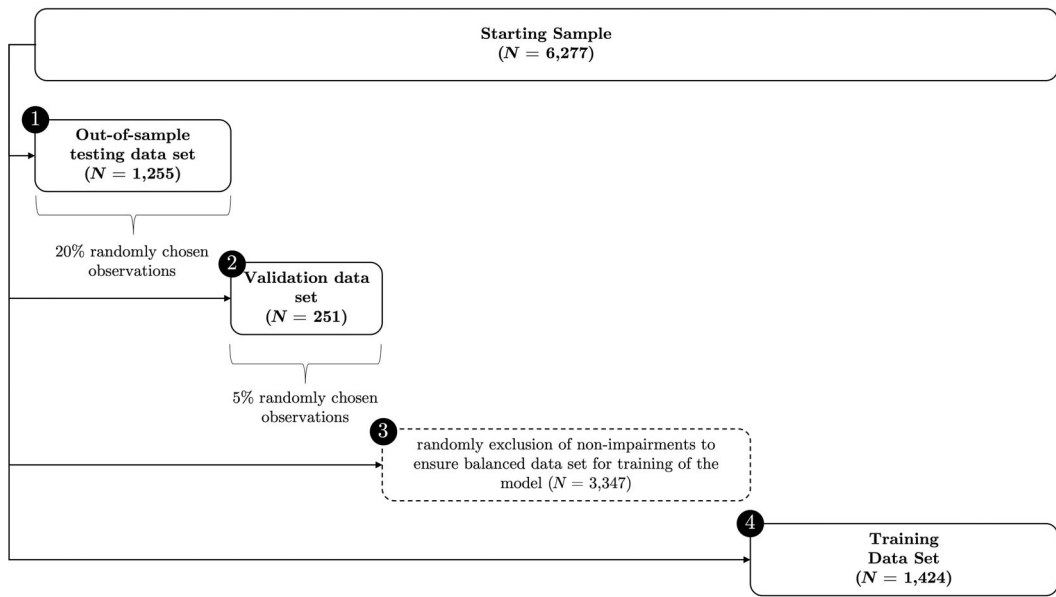 Starting Sample
(N = 6,277)
1
Out-of-sample
testing data set
(N = 1,255)
20% randomly chosen
observations
2
Validation data
set
(N = 251)
5% randomly chosen
observations
3
randomly exclusion of non-impairments to
ensure balanced data set for training of the
model (N = 3,347)
4
Training
Data Set
(N = 1,424)